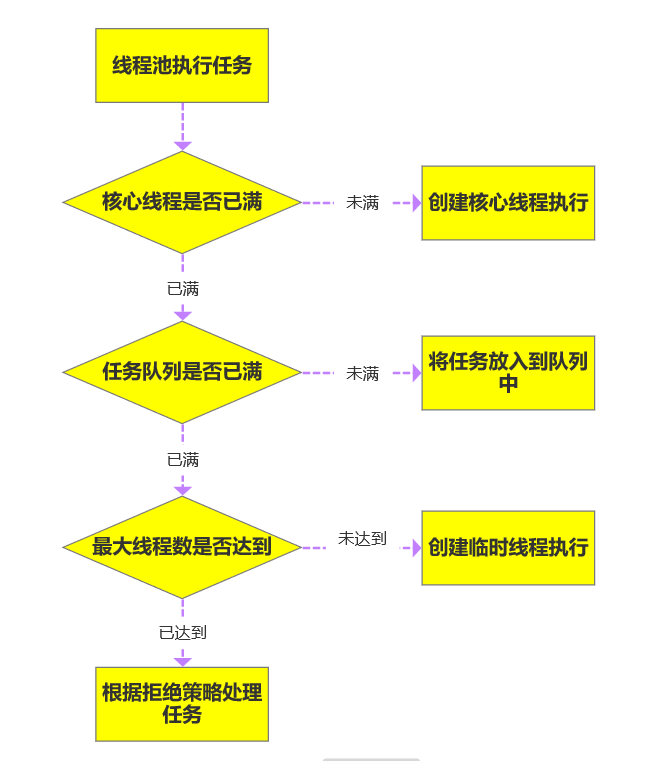 线程池执行任务
核心线程是否已满
未满
创建核心线程执行
已满
任务队列是否已满
未满
将任务放入到队列
中
已满
最大线程数是否达到
未达到
创建临时线程执行
已达到
根据拒绝策略处理
任务